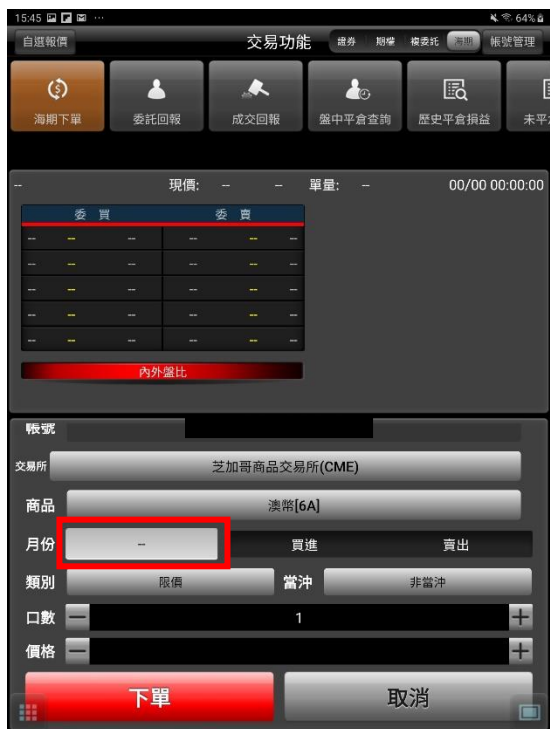 15:45 64%
自選報價 交易功能 證券 期權 複委託 海期 帳號管理
海期下單 委託回報 成交回報 盤中平倉查詢 歷史平倉損益 未平
-- 現價: -- -- 單量: -- 00/00 00:00:00
委買 委賣
-- -- -- -- -- --
-- -- -- -- -- --
-- -- -- -- -- --
-- -- -- -- -- --
-- -- -- -- -- --
內外盤比
帳號
交易所 芝加哥商品交易所(CME)
商品 澳幣[6A]
月份 -- 買進 賣出
類別 限價 當沖 非當沖
口數 1
價格
下單 取消